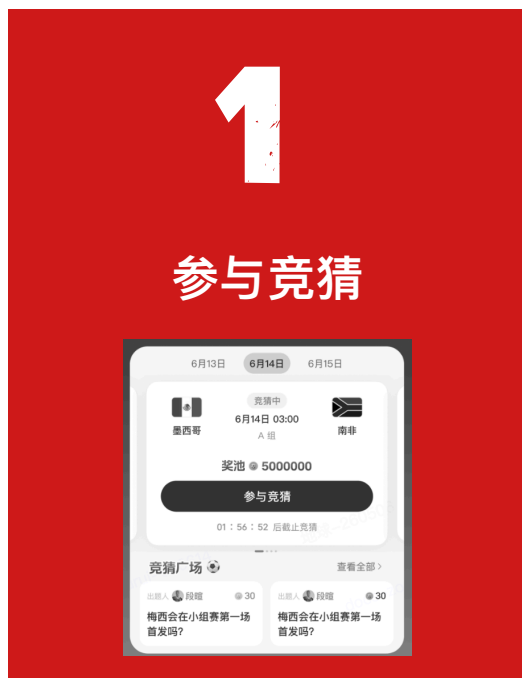 1
参与竞猜
6月13日 6月14日 6月15日
竞猜中
墨西哥 6月14日 03:00 南非
A 组
奖池 5000000
参与竞猜
01：56：52 后截止竞猜
竞猜广场 查看全部
出题人 段暄 30
梅西会在小组赛第一场
首发吗?
出题人 段暄 30
梅西会在小组赛第一场
首发吗?